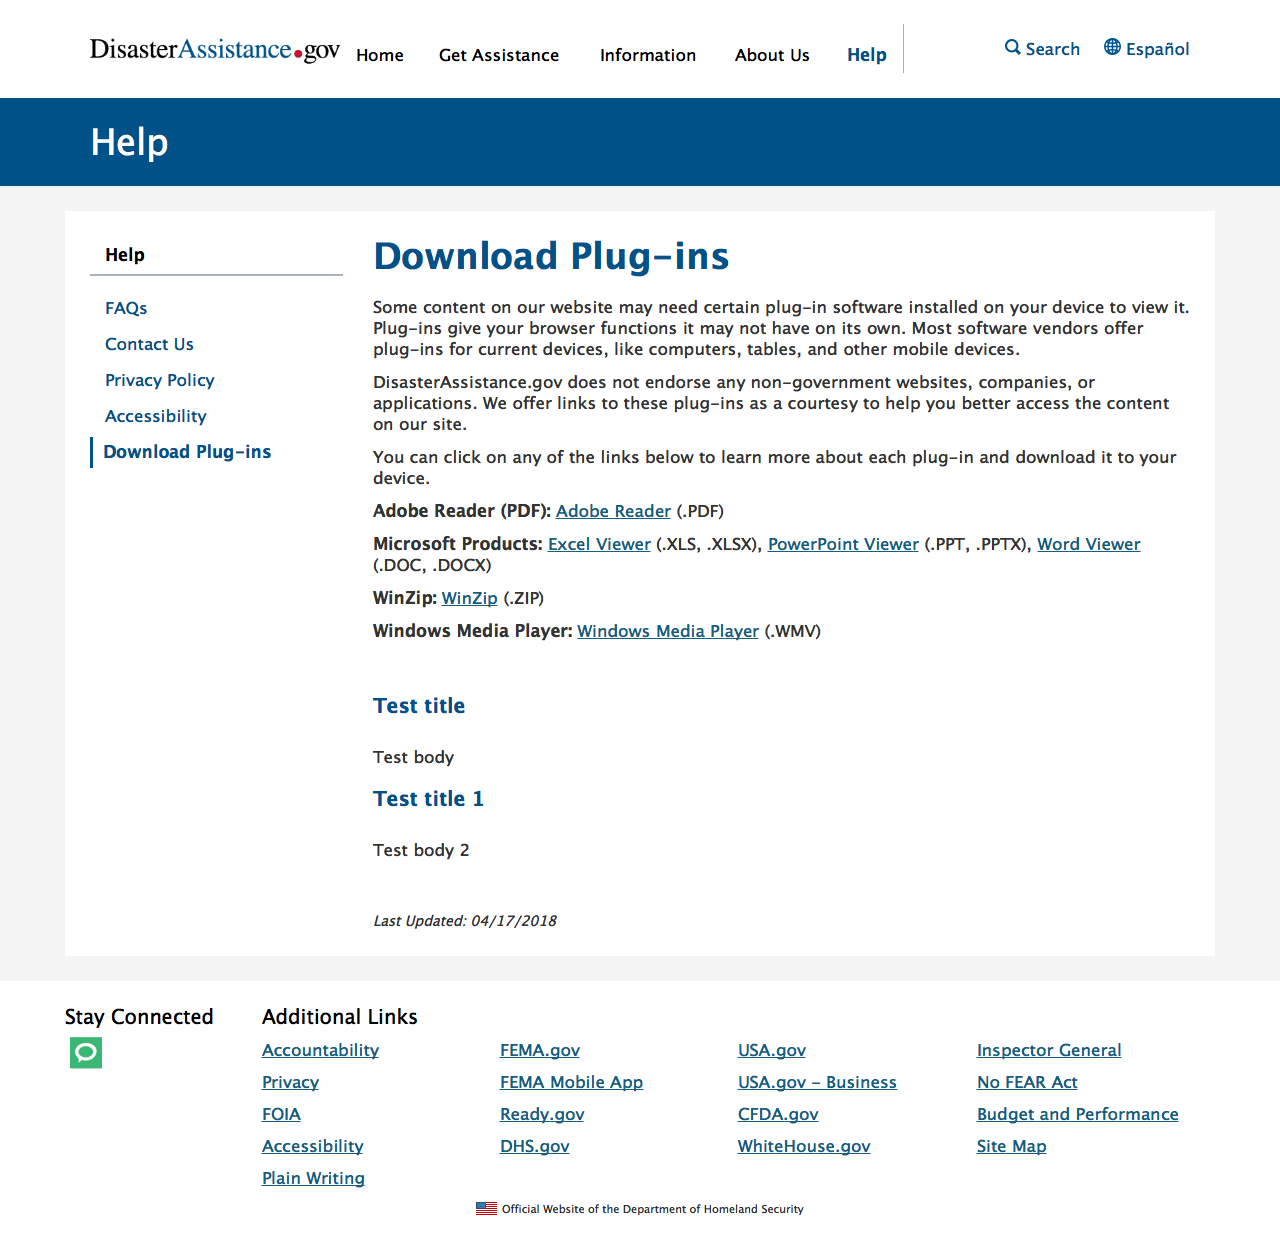 DisasterAssistance.gov
Home
Get Assistance
Information
About Us
Help
Search
Español
Help
Help
FAQs
Contact Us
Privacy Policy
Accessibility
Download Plug-ins
Download Plug-ins
Some content on our website may need certain plug-in software installed on your device to view it.
Plug-ins give your browser functions it may not have on its own. Most software vendors offer
plug-ins for current devices, like computers, tables, and other mobile devices.
DisasterAssistance.gov does not endorse any non-government websites, companies, or
applications. We offer links to these plug-ins as a courtesy to help you better access the content
on our site.
You can click on any of the links below to learn more about each plug-in and download it to your
device.
Adobe Reader (PDF): Adobe Reader (.PDF)
Microsoft Products: Excel Viewer (.XLS, .XLSX), PowerPoint Viewer (.PPT, .PPTX), Word Viewer
(.DOC, .DOCX)
WinZip: WinZip (.ZIP)
Windows Media Player: Windows Media Player (.WMV)
Test title
Test body
Test title 1
Test body 2
Last Updated: 04/17/2018
Stay Connected
Additional Links
Accountability
Privacy
FOIA
Accessibility
Plain Writing
FEMA.gov
FEMA Mobile App
Ready.gov
DHS.gov
USA.gov
USA.gov - Business
CFDA.gov
WhiteHouse.gov
Inspector General
No FEAR Act
Budget and Performance
Site Map
Official Website of the Department of Homeland Security